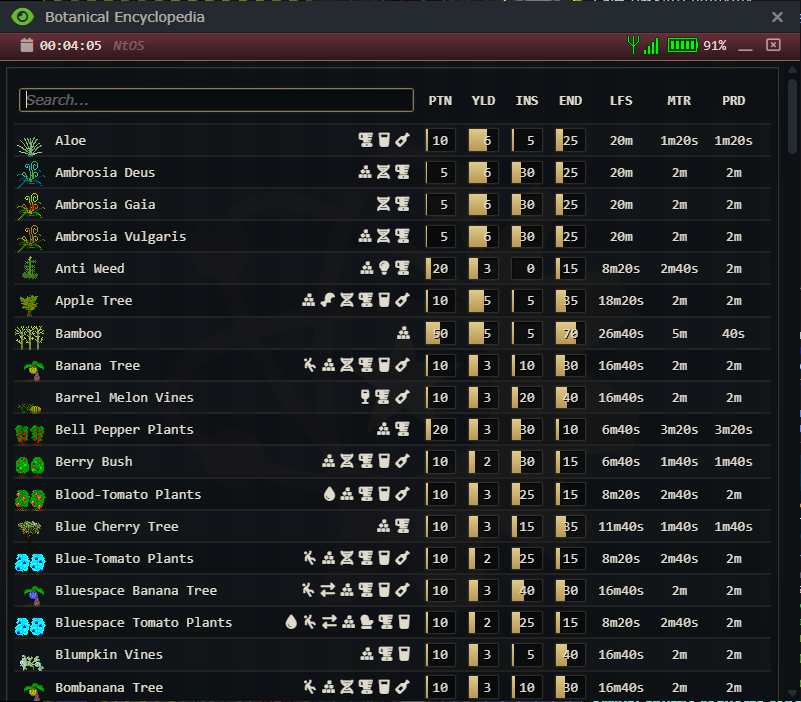 Botanical Encyclopedia
00:04:05 NtOS 91%
Search... PTN YLD INS END LFS MTR PRD
Aloe 10 6 5 25 20m 1m20s 1m20s
Ambrosia Deus 5 6 30 25 20m 2m 2m
Ambrosia Gaia 5 6 30 25 20m 2m 2m
Ambrosia Vulgaris 5 6 30 25 20m 2m 2m
Anti Weed 20 3 0 15 8m20s 2m40s 2m
Apple Tree 10 5 5 35 18m20s 2m 2m
Bamboo 50 5 5 70 26m40s 5m 40s
Banana Tree 10 3 10 30 16m40s 2m 2m
Barrel Melon Vines 10 3 20 40 16m40s 2m 2m
Bell Pepper Plants 20 3 30 10 6m40s 3m20s 3m20s
Berry Bush 10 2 30 15 6m40s 1m40s 1m40s
Blood-Tomato Plants 10 3 25 15 8m20s 2m40s 2m
Blue Cherry Tree 10 3 15 35 11m40s 1m40s 1m40s
Blue-Tomato Plants 10 2 25 15 8m20s 2m40s 2m
Bluespace Banana Tree 10 3 40 30 16m40s 2m 2m
Bluespace Tomato Plants 10 2 25 15 8m20s 2m40s 2m
Blumpkin Vines 10 3 5 40 16m40s 2m 2m
Bombanana Tree 10 3 10 30 16m40s 2m 2m